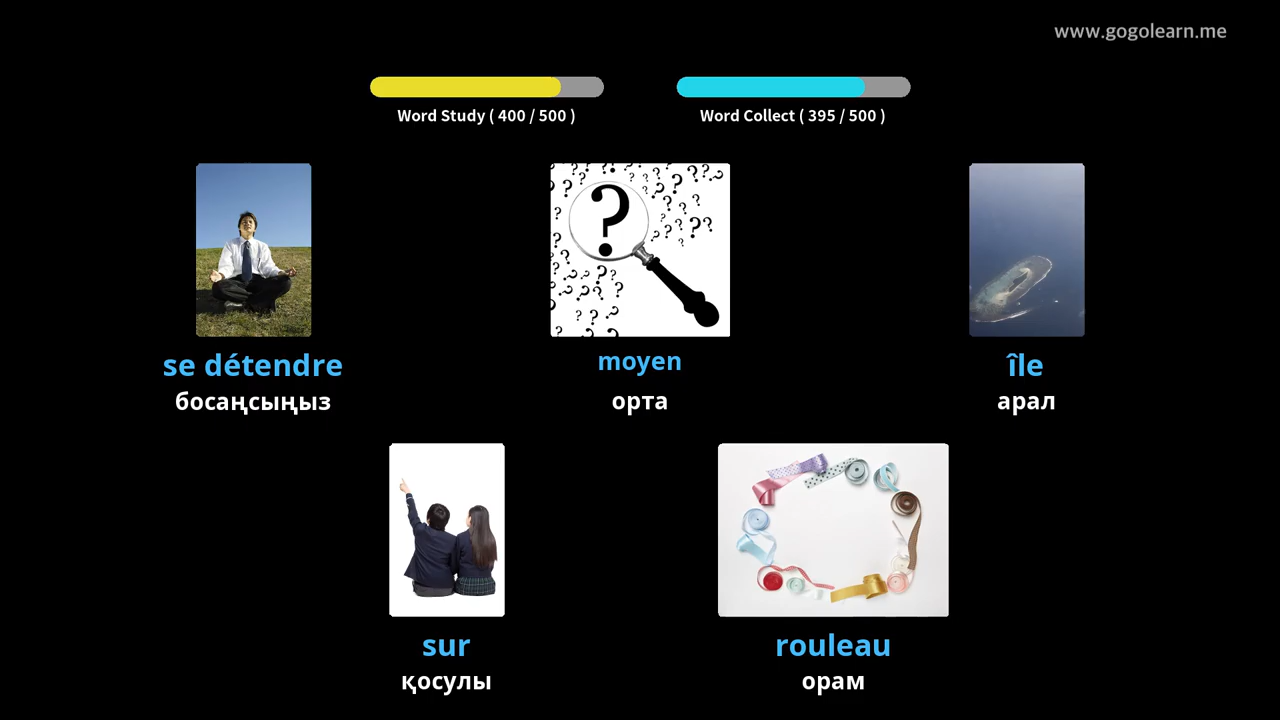 www.gogolearn.me
Word Study ( 400 / 500 )
Word Collect ( 395 / 500 )
se détendre
босаңсыңыз
moyen
орта
île
арал
sur
қосулы
rouleau
орам